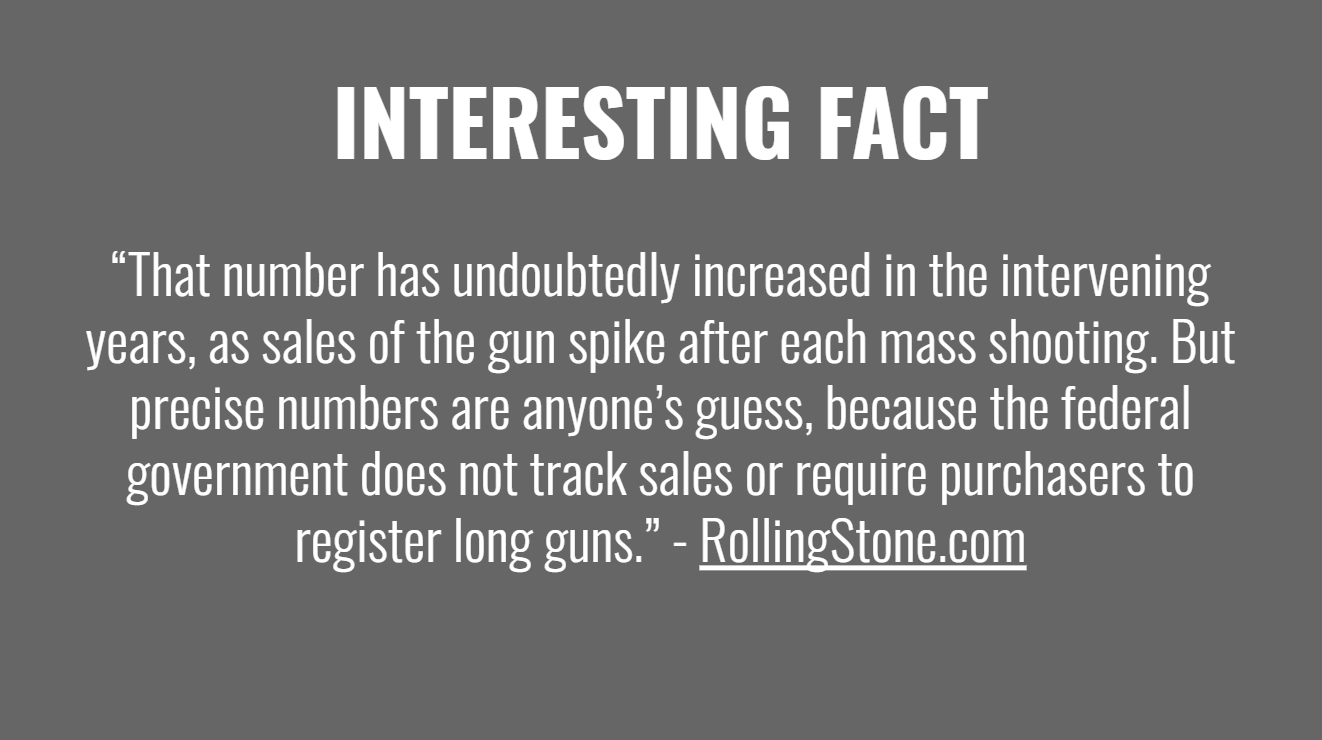 INTERESTING FACT
“That number has undoubtedly increased in the intervening
years, as sales of the gun spike after each mass shooting. But
precise numbers are anyone’s guess, because the federal
government does not track sales or require purchasers to
register long guns.” - RollingStone.com